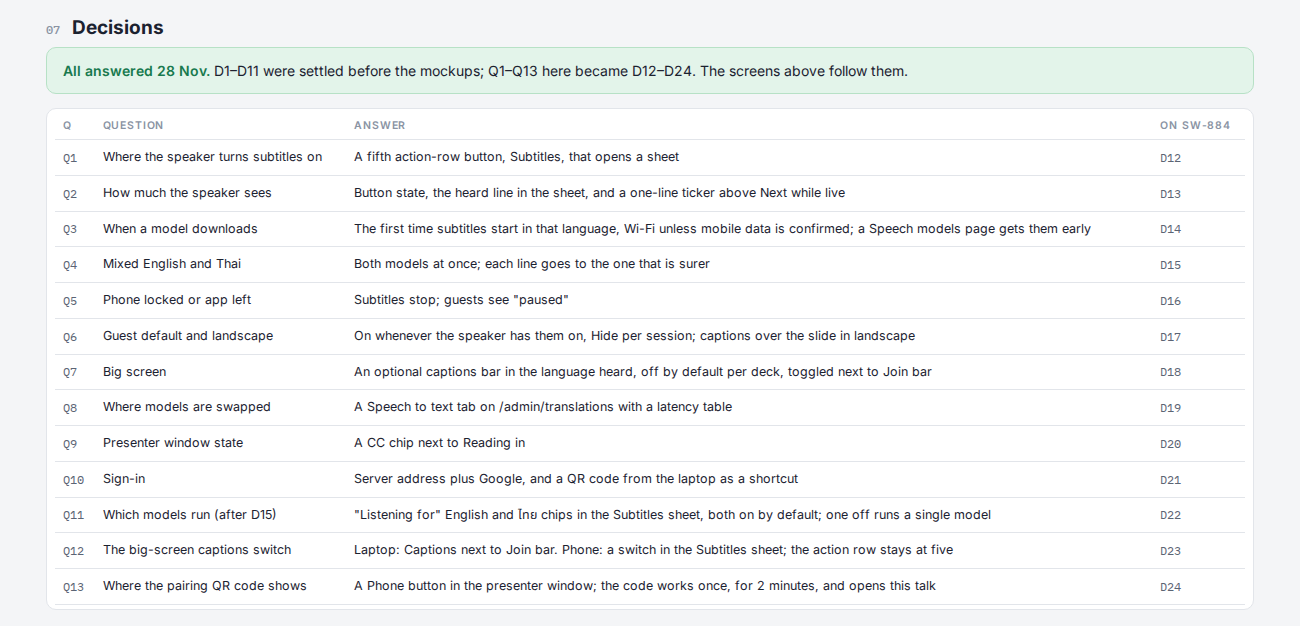 07 Decisions
All answered 28 Nov. D1–D11 were settled before the mockups; Q1–Q13 here became D12–D24. The screens above follow them.
Q QUESTION ANSWER ON SW-884
Q1 Where the speaker turns subtitles on A fifth action-row button, Subtitles, that opens a sheet D12
Q2 How much the speaker sees Button state, the heard line in the sheet, and a one-line ticker above Next while live D13
Q3 When a model downloads The first time subtitles start in that language, Wi-Fi unless mobile data is confirmed; a Speech models page gets them early D14
Q4 Mixed English and Thai Both models at once; each line goes to the one that is surer D15
Q5 Phone locked or app left Subtitles stop; guests see "paused" D16
Q6 Guest default and landscape On whenever the speaker has them on, Hide per session; captions over the slide in landscape D17
Q7 Big screen An optional captions bar in the language heard, off by default per deck, toggled next to Join bar D18
Q8 Where models are swapped A Speech to text tab on /admin/translations with a latency table D19
Q9 Presenter window state A CC chip next to Reading in D20
Q10 Sign-in Server address plus Google, and a QR code from the laptop as a shortcut D21
Q11 Which models run (after D15) "Listening for" English and ไทย chips in the Subtitles sheet, both on by default; one off runs a single model D22
Q12 The big-screen captions switch Laptop: Captions next to Join bar. Phone: a switch in the Subtitles sheet; the action row stays at five D23
Q13 Where the pairing QR code shows A Phone button in the presenter window; the code works once, for 2 minutes, and opens this talk D24